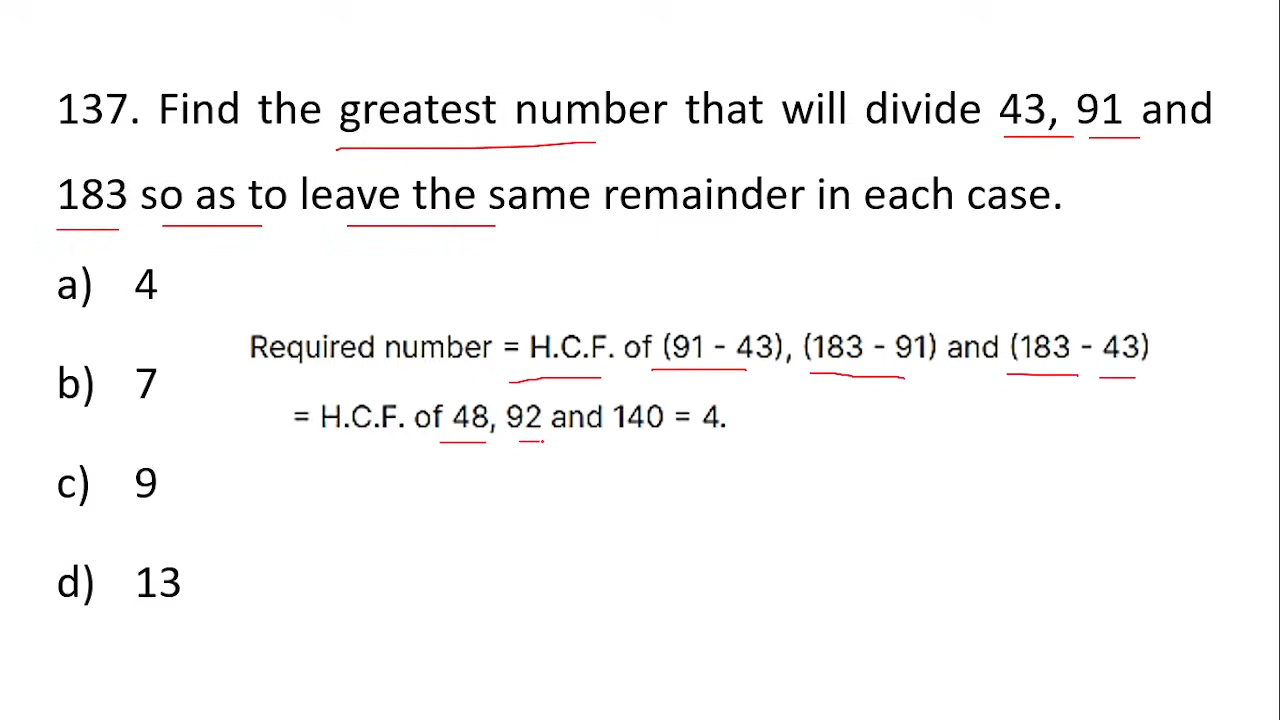 137. Find the greatest number that will divide 43, 91 and
183 so as to leave the same remainder in each case.
a) 4
Required number = H.C.F. of (91 - 43), (183 - 91) and (183 - 43)
b) 7
= H.C.F. of 48, 92 and 140 = 4.
c) 9
d) 13